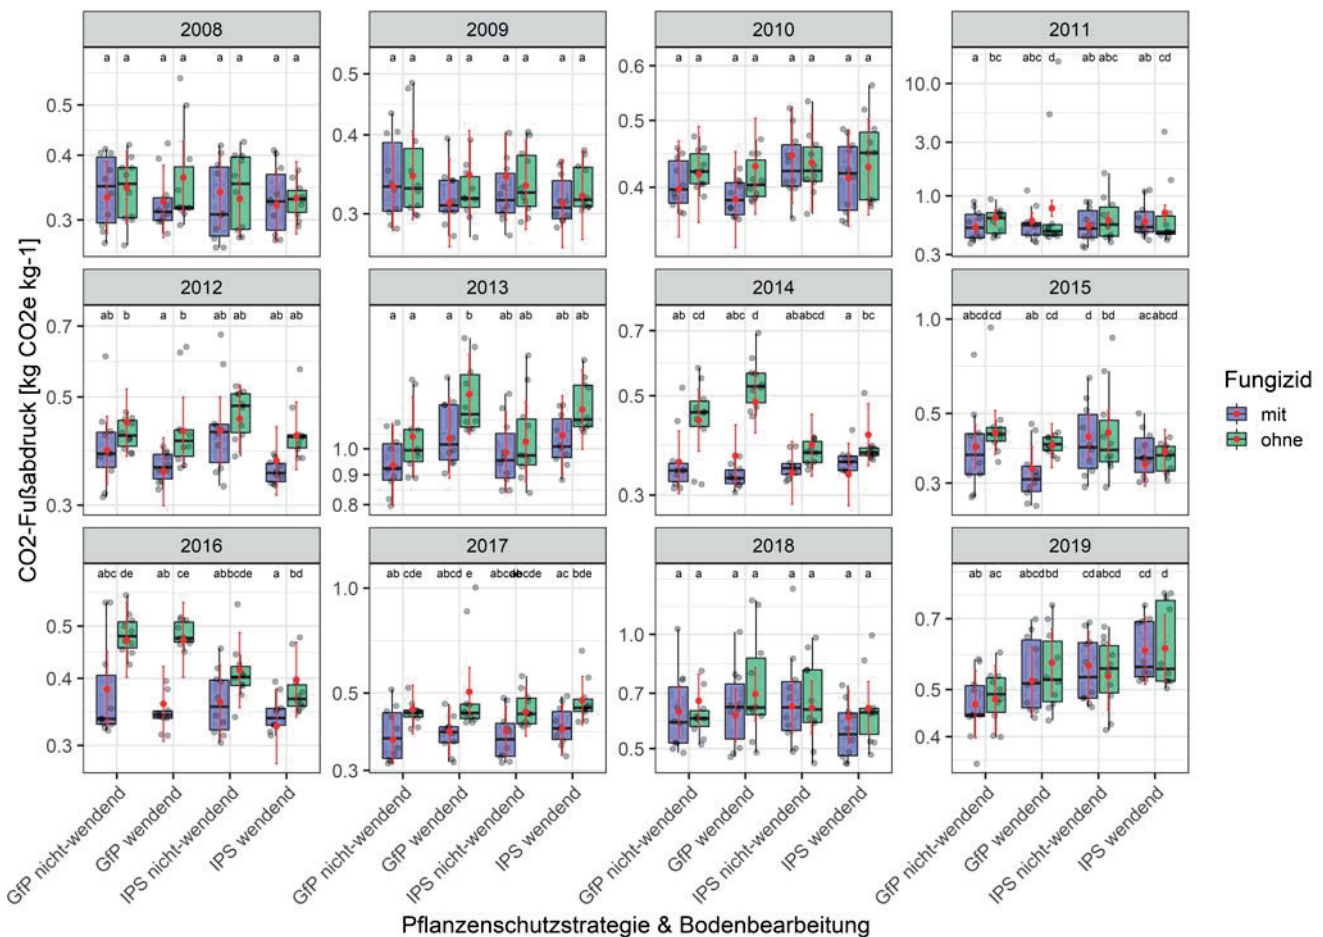 CO2-Fußabdruck [kg CO2e kg-1]
2008 2009 2010 2011
a a a a a a a a
0.5
0.4
0.3
a a a a a a a a
0.5
0.4
0.3
a a a a a a a a
0.6
0.5
0.4
a bc abc d ab abc ab cd
10.0
3.0
1.0
0.3
2012 2013 2014 2015
ab b a b ab ab ab ab
0.7
0.5
0.3
a a a b ab ab ab ab
1.0
0.9
0.8
ab cd abc d ab abcd a bc
0.7
0.5
0.3
abcd cd ab cd d bd ac abcd
1.0
0.5
0.3
2016 2017 2018 2019
abc de ab ce ab bcde a bd
0.5
0.4
0.3
ab cde abcd e ac bde
1.0
0.5
0.3
a a a a a a a a
1.0
0.7
0.5
ab ac abcd bd cd abcd cd d
0.7
0.5
0.4
GfP nicht-wendend GfP wendend IPS nicht-wendend IPS wendend
GfP nicht-wendend GfP wendend IPS nicht-wendend IPS wendend
GfP nicht-wendend GfP wendend IPS nicht-wendend IPS wendend
GfP nicht-wendend GfP wendend IPS nicht-wendend IPS wendend
Pflanzenschutzstrategie & Bodenbearbeitung
Fungizid
mit
ohne